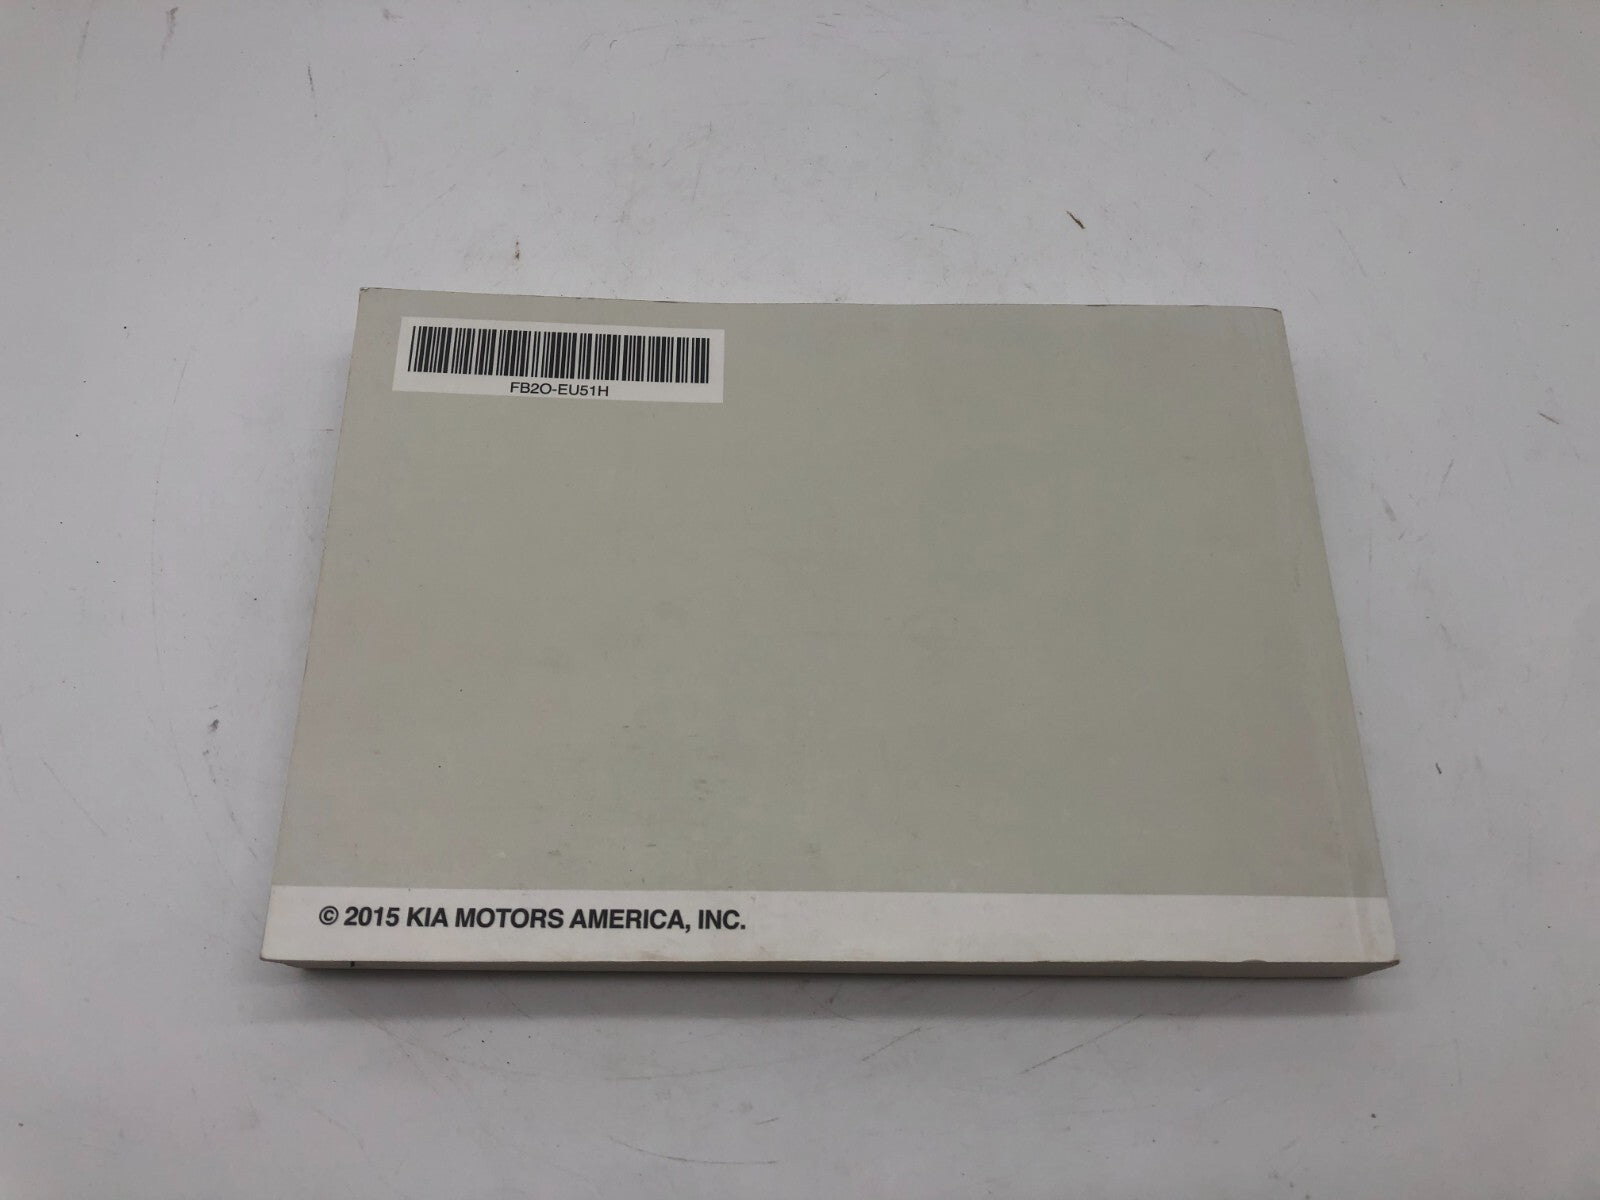 FB2O-EU51H
© 2015 KIA MOTORS AMERICA, INC.